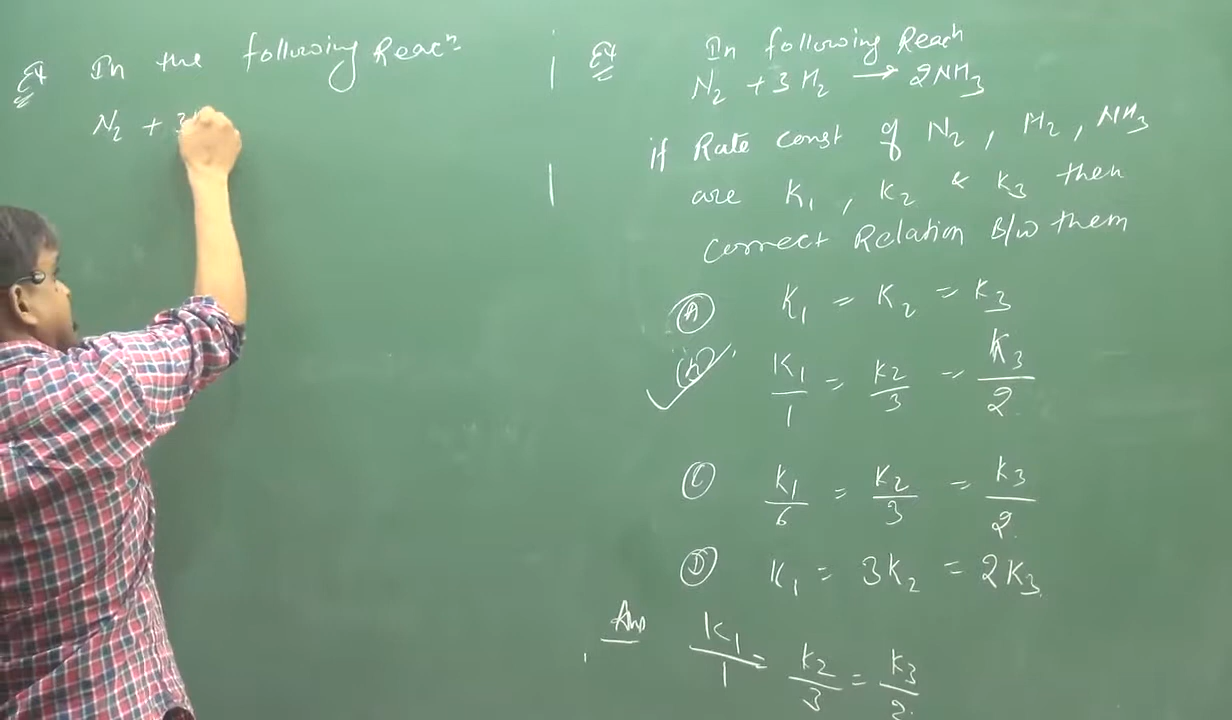 Ex In the following Reacn
N2 + 3
Ex In following Reacn
N2 + 3H2 → 2NH3
if Rate const of N2, H2, NH3
are K1, K2 & K3 then
Correct Relation B/w them
(A) K1 = K2 = K3
K1/1 = K2/3 = K3/2
(C) K1/6 = K2/3 = K3/2
(D) K1 = 3K2 = 2K3
Ans K1/1 = K2/3 = K3/2